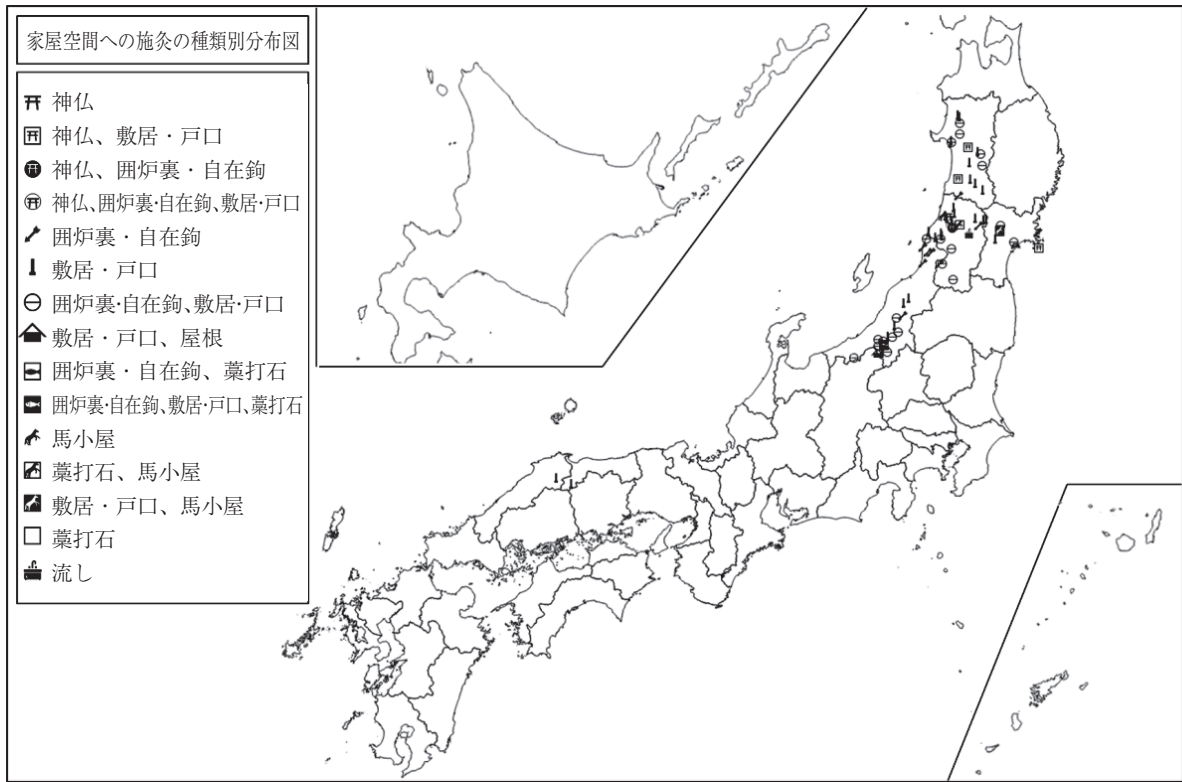 家屋空間への施灸の種類別分布図
神仏
神仏、敷居・戸口
神仏、囲炉裏・自在鉤
神仏、囲炉裏・自在鉤、敷居・戸口
囲炉裏・自在鉤
敷居・戸口
囲炉裏・自在鉤、敷居・戸口
敷居・戸口、屋根
囲炉裏・自在鉤、藁打石
囲炉裏・自在鉤、敷居・戸口、藁打石
馬小屋
藁打石、馬小屋
敷居・戸口、馬小屋
藁打石
流し